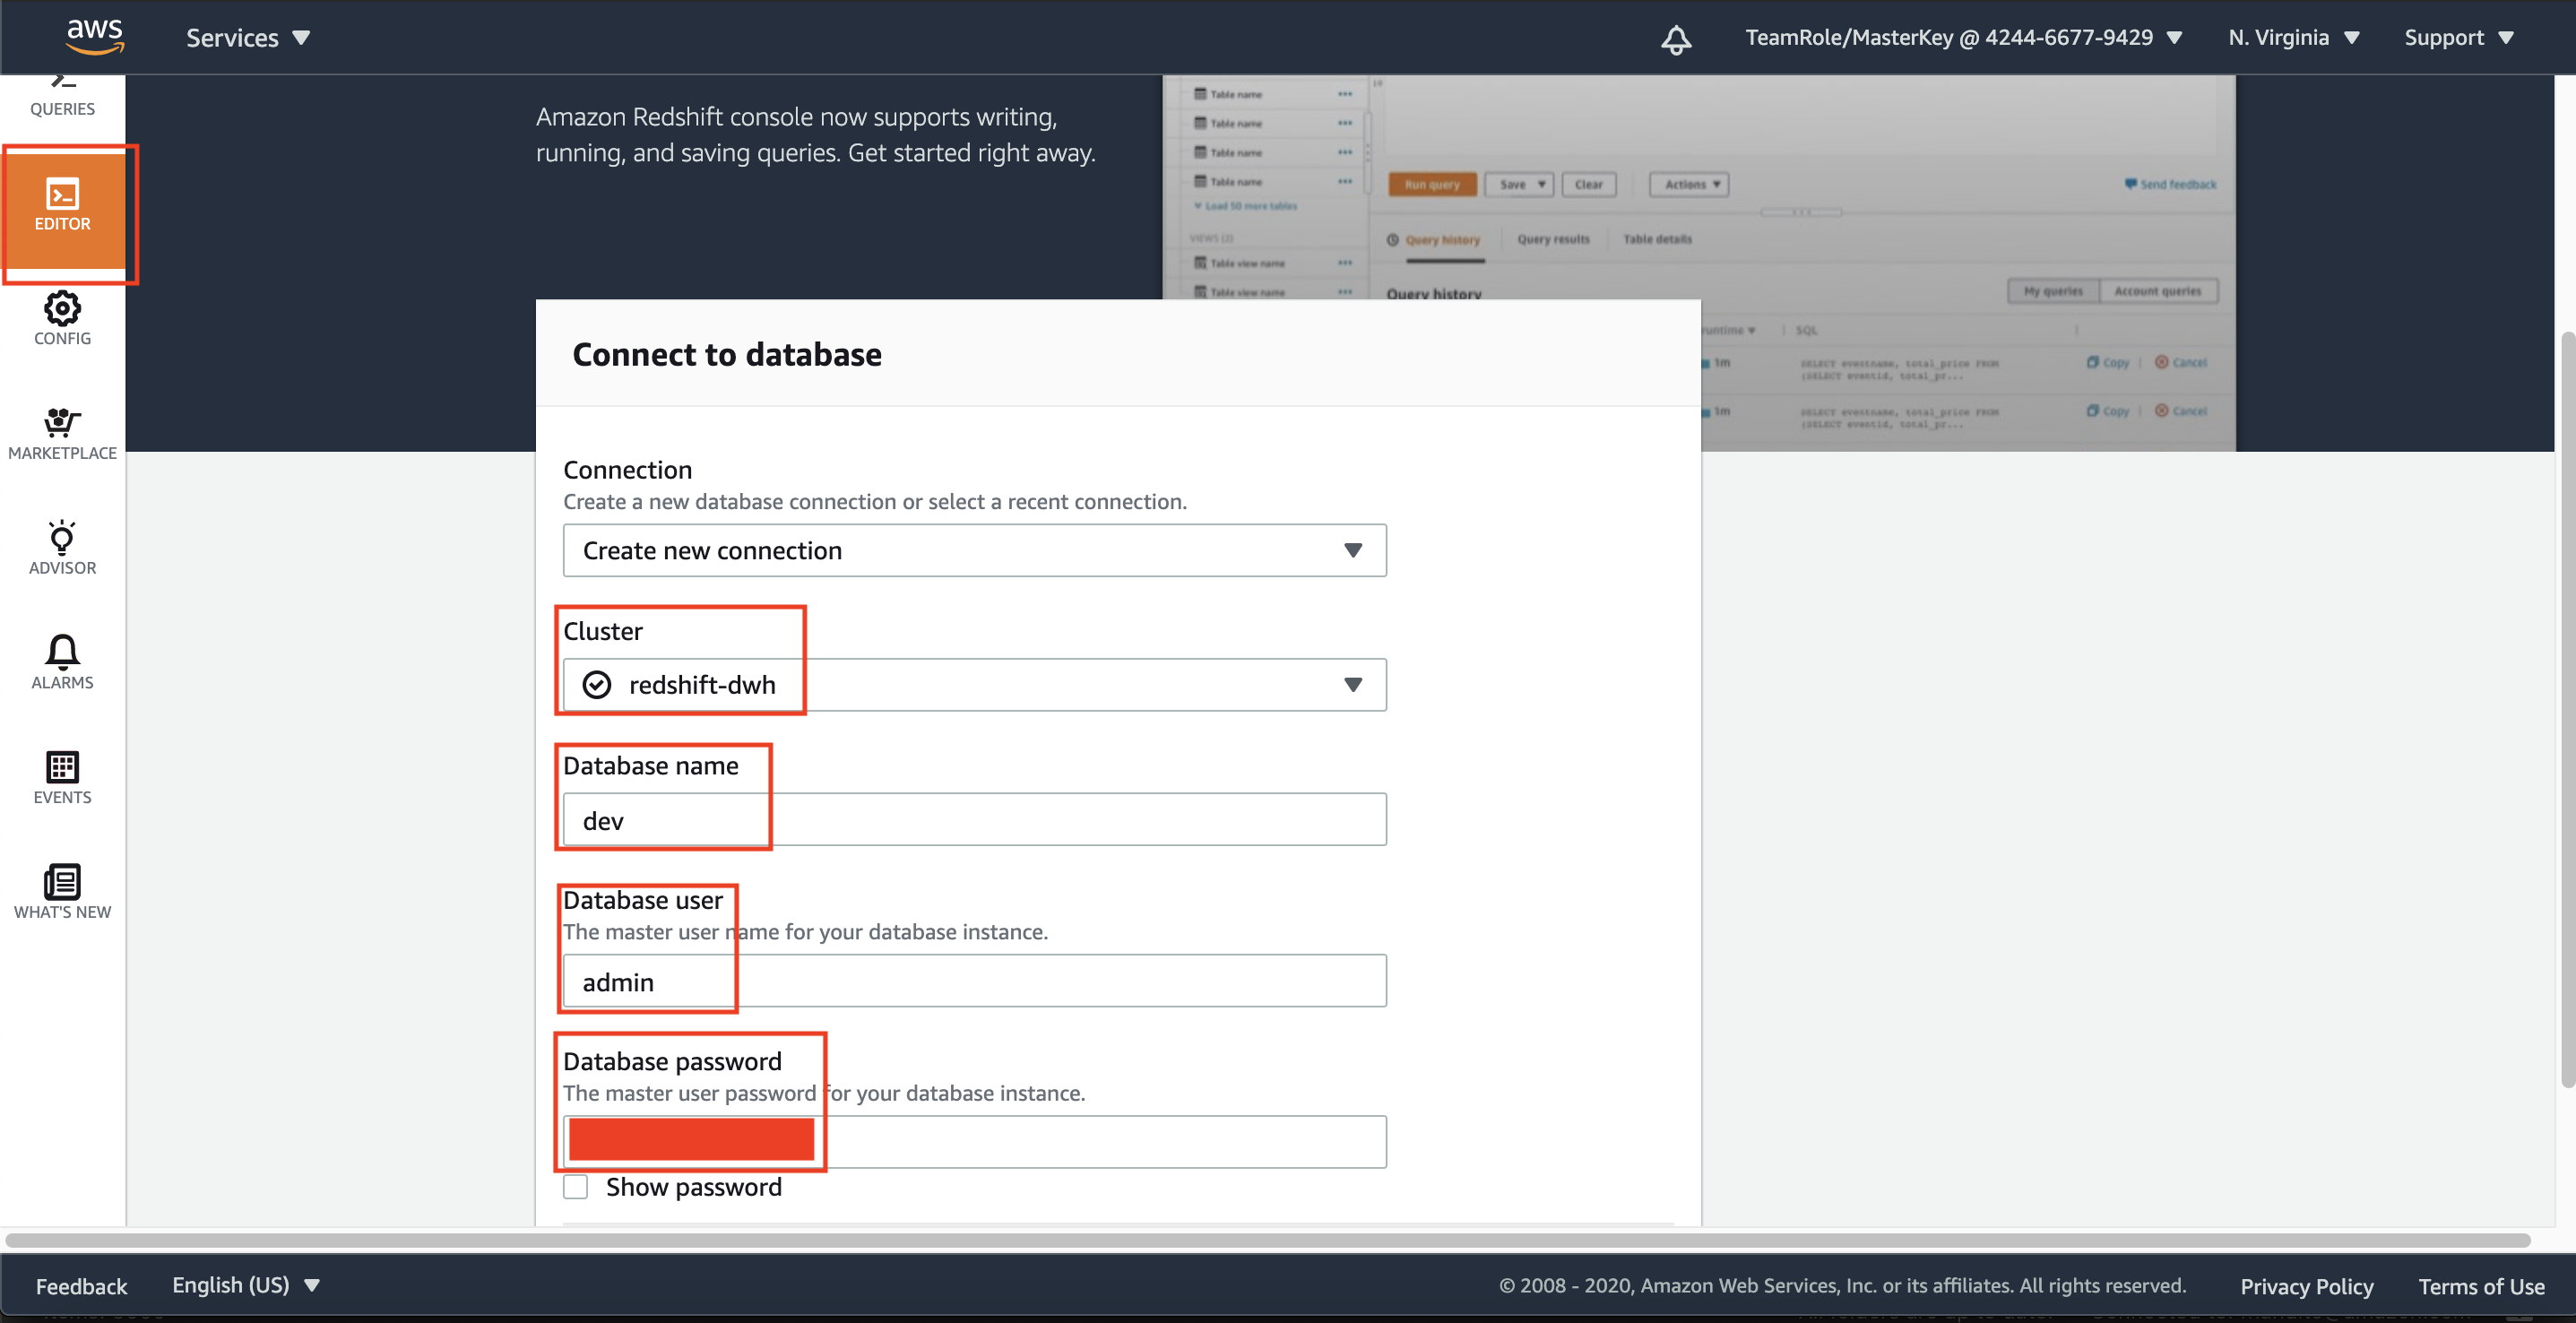 aws
Services
TeamRole/MasterKey @ 4244-6677-9429
N. Virginia
Support
QUERIES
EDITOR
CONFIG
MARKETPLACE
ADVISOR
ALARMS
EVENTS
WHAT'S NEW
Amazon Redshift console now supports writing,
running, and saving queries. Get started right away.
Table name
Table name
Table name
Table name
Load 50 more tables
VIEWS (2)
Table view name
Table view name
10
Run query
Save
Clear
Actions
Send feedback
Query history
Query results
Table details
Query history
My queries
Account queries
runtime
SQL
1m
SELECT eventname, total_price FROM
(SELECT eventid, total_pr...
Copy
Cancel
1m
SELECT eventname, total_price FROM
(SELECT eventid, total_pr...
Copy
Cancel
Connect to database
Connection
Create a new database connection or select a recent connection.
Create new connection
Cluster
redshift-dwh
Database name
dev
Database user
The master user name for your database instance.
admin
Database password
The master user password for your database instance.
Show password
Feedback
English (US)
© 2008 - 2020, Amazon Web Services, Inc. or its affiliates. All rights reserved.
Privacy Policy
Terms of Use